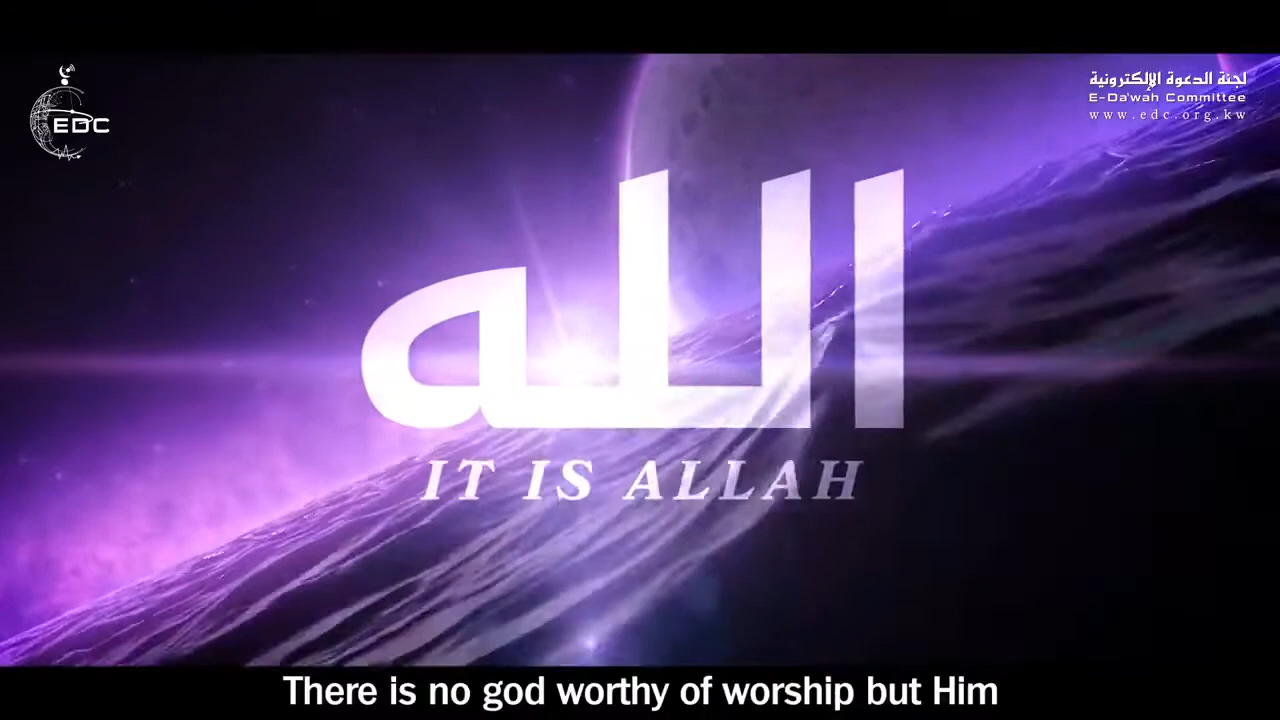 EDC
لجنة الدعوة الإلكترونية
E-Da'wah Committee
www.edc.org.kw
الله
IT IS ALLAH
There is no god worthy of worship but Him